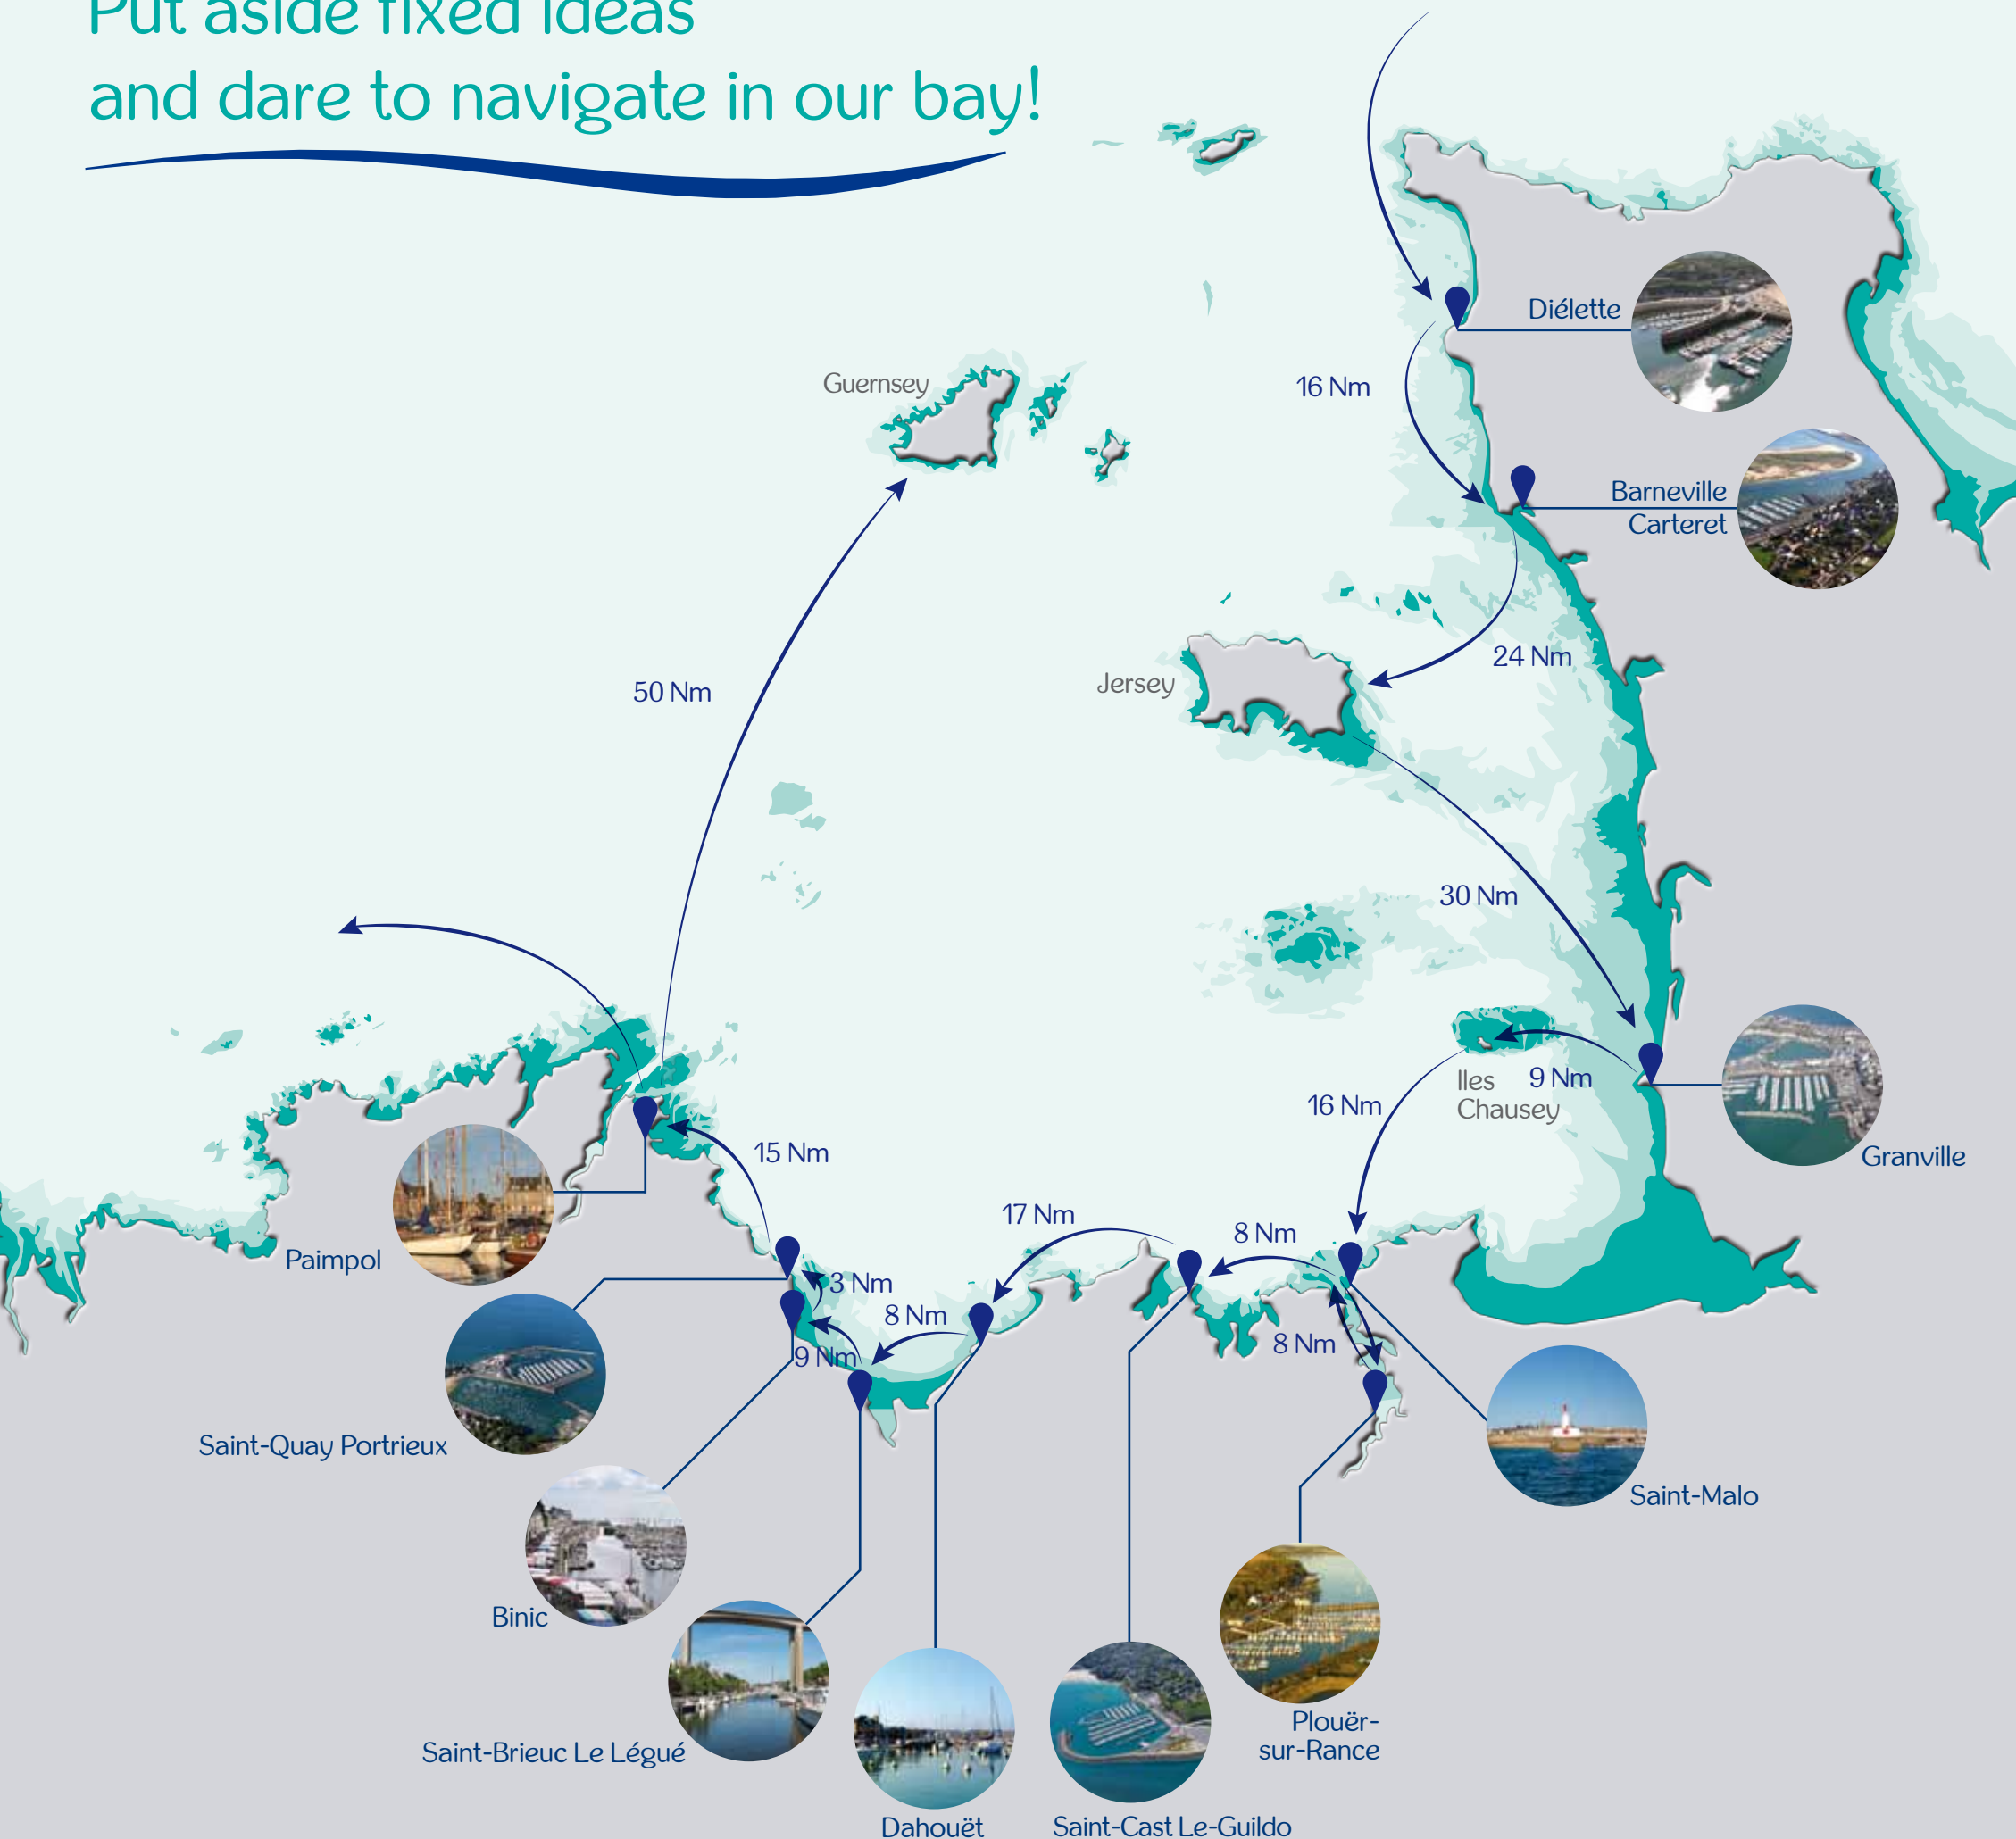 Put aside fixed ideas
and dare to navigate in our bay!
Diélette
Guernsey
16 Nm
Barneville
Carteret
24 Nm
Jersey
50 Nm
30 Nm
Iles
Chausey
9 Nm
16 Nm
15 Nm
Granville
17 Nm
8 Nm
Paimpol
3 Nm
8 Nm
8 Nm
9 Nm
Saint-Quay Portrieux
Saint-Malo
Binic
Plouër-
sur-Rance
Saint-Brieuc Le Légué
Dahouët
Saint-Cast Le-Guildo